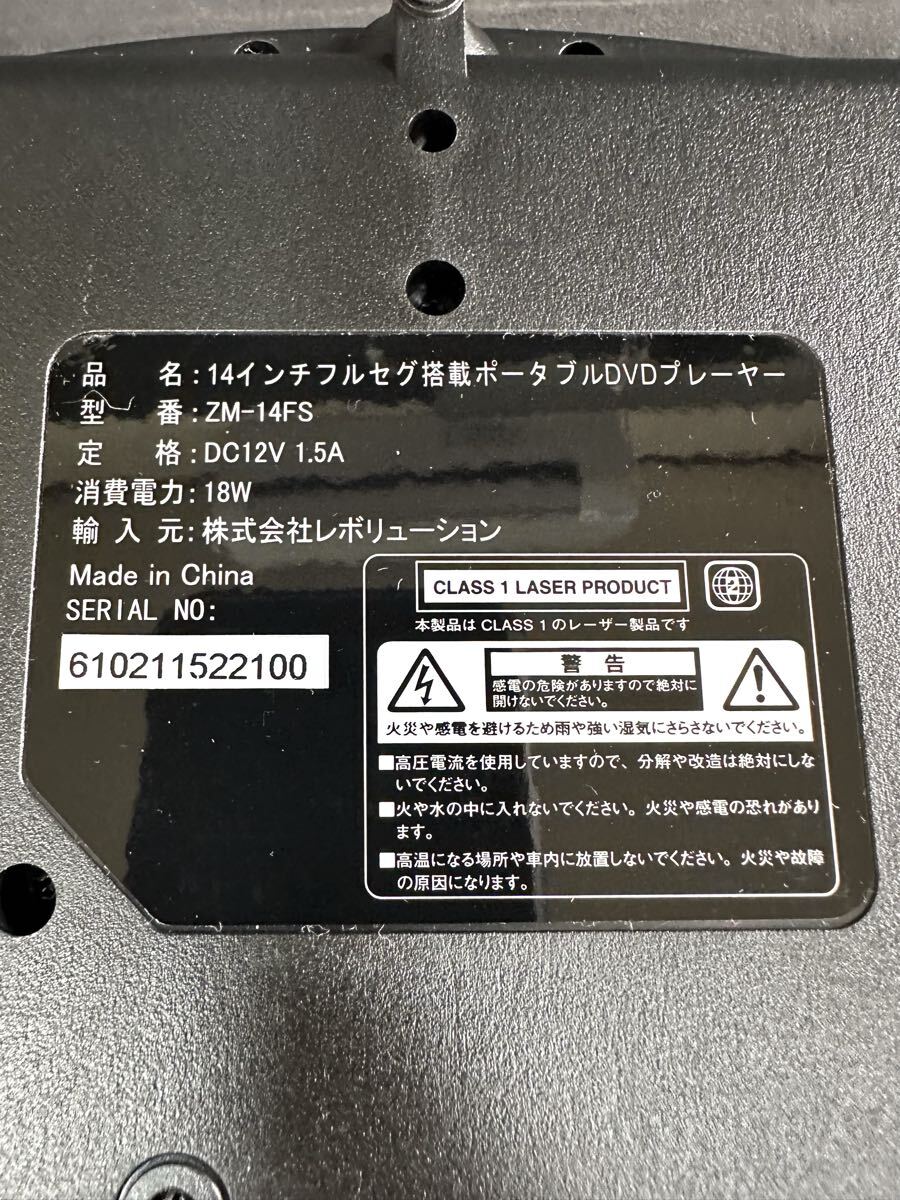 品　　名：14インチフルセグ搭載ポータブルDVDプレーヤー
型　　番：ZM-14FS
定　　格：DC12V 1.5A
消費電力：18W
輸 入 元：株式会社レボリューション
Made in China
SERIAL NO:
610211522100
CLASS 1 LASER PRODUCT
2
本製品は CLASS 1 のレーザー製品です
警 告
感電の危険がありますので絶対に
開けないでください。
火災や感電を避けるため雨や強い湿気にさらさないでください。
■高圧電流を使用していますので、分解や改造は絶対にしな
いでください。
■火や水の中に入れないでください。火災や感電の恐れがあり
ます。
■高温になる場所や車内に放置しないでください。火災や故障
の原因になります。